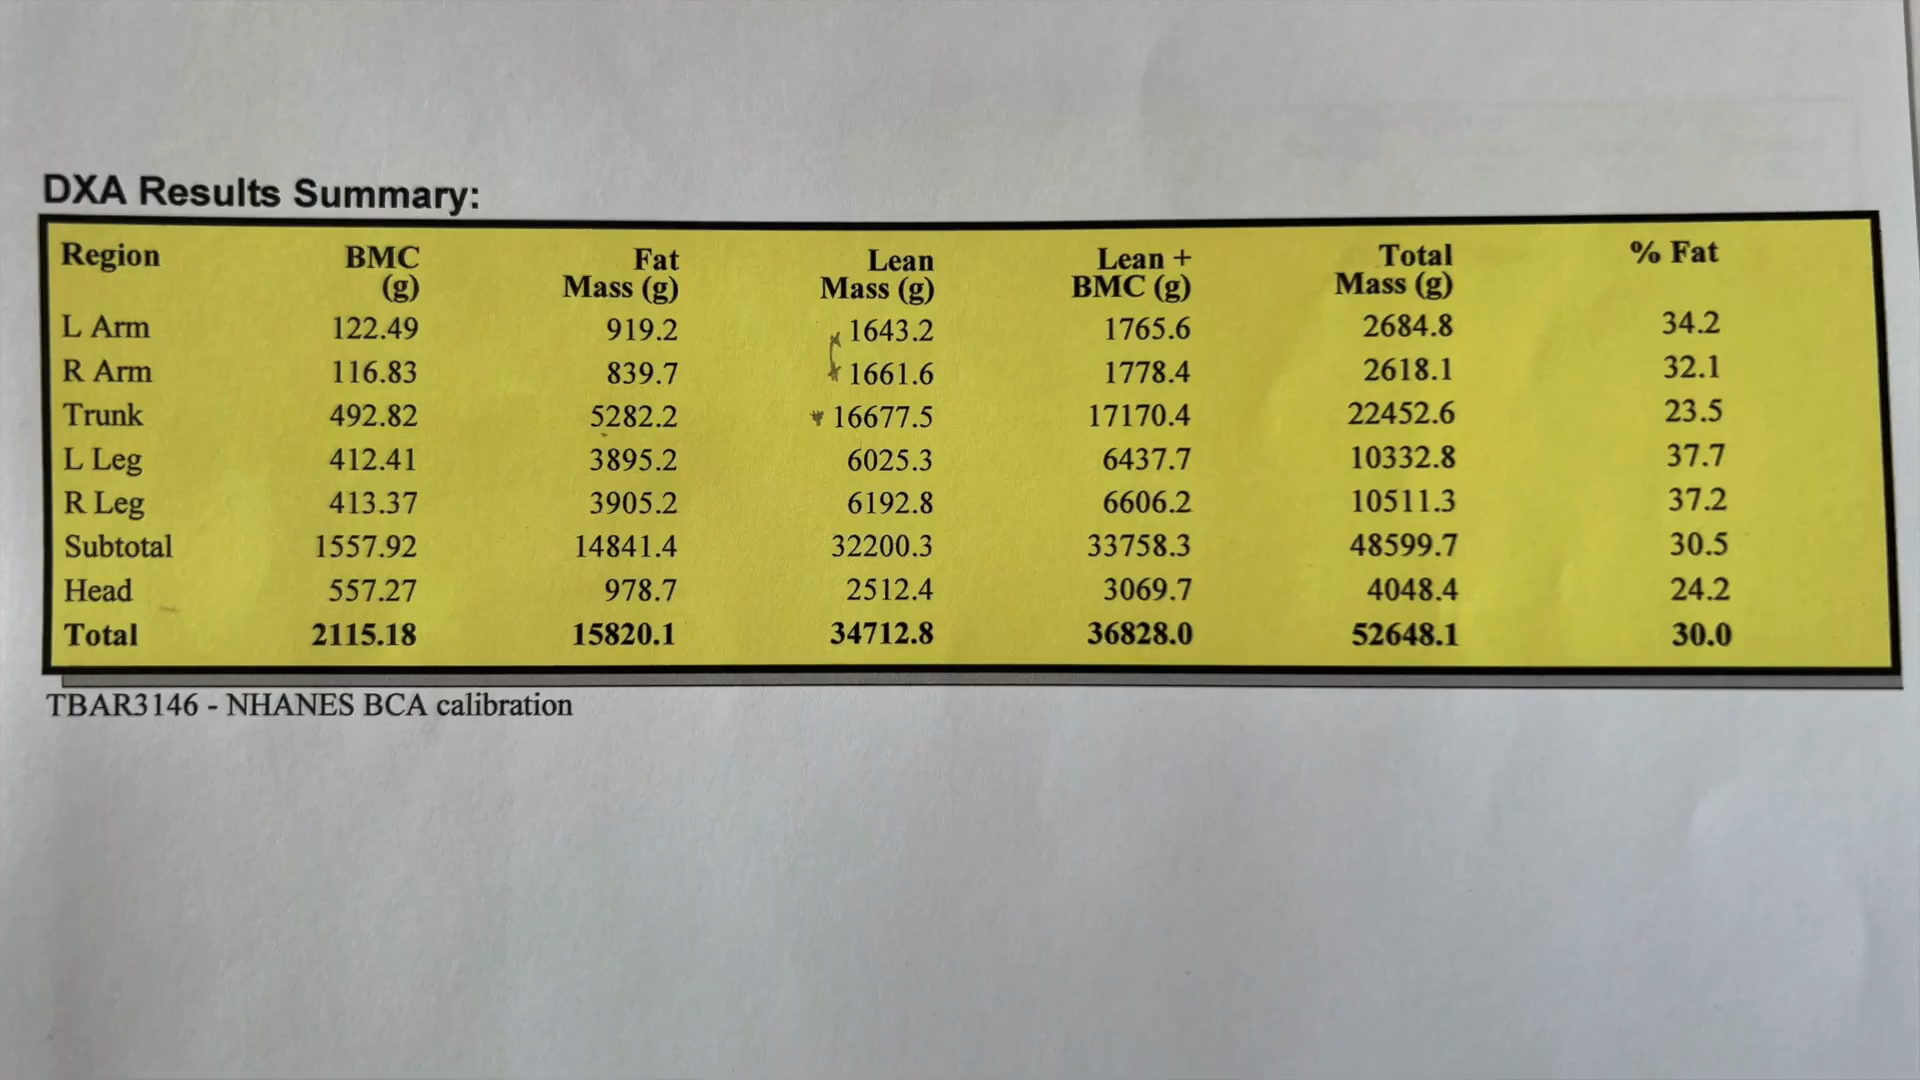 DXA Results Summary:
Region BMC (g) Fat Mass (g) Lean Mass (g) Lean + BMC (g) Total Mass (g) % Fat
L Arm 122.49 919.2 1643.2 1765.6 2684.8 34.2
R Arm 116.83 839.7 1661.6 1778.4 2618.1 32.1
Trunk 492.82 5282.2 16677.5 17170.4 22452.6 23.5
L Leg 412.41 3895.2 6025.3 6437.7 10332.8 37.7
R Leg 413.37 3905.2 6192.8 6606.2 10511.3 37.2
Subtotal 1557.92 14841.4 32200.3 33758.3 48599.7 30.5
Head 557.27 978.7 2512.4 3069.7 4048.4 24.2
Total 2115.18 15820.1 34712.8 36828.0 52648.1 30.0
TBAR3146 - NHANES BCA calibration